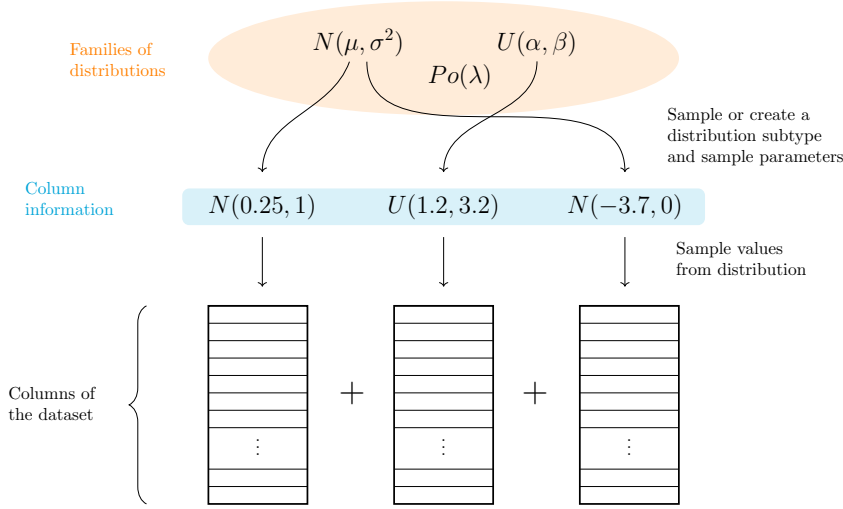 Families of
distributions
N(μ, σ²)
U(α, β)
Po(λ)
Sample or create a
distribution subtype
and sample parameters
Column
information
N(0.25, 1)
U(1.2, 3.2)
N(−3.7, 0)
Sample values
from distribution
Columns of
the dataset
⋮
+
⋮
+
⋮